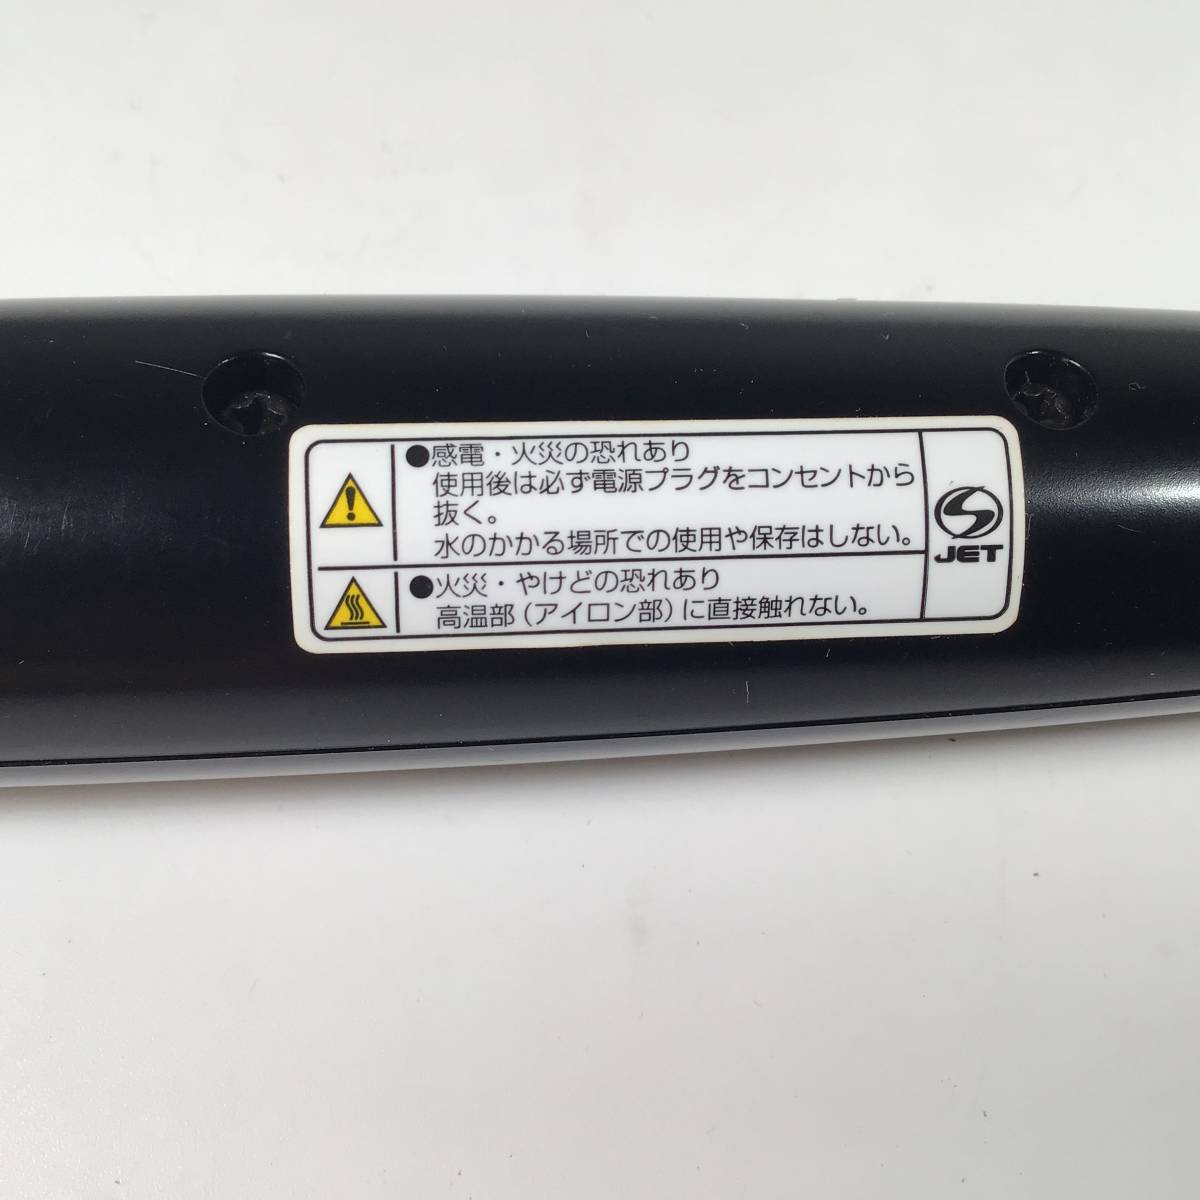 ●感電・火災の恐れあり
使用後は必ず電源プラグをコンセントから
抜く。
水のかかる場所での使用や保存はしない。
●火災・やけどの恐れあり
高温部（アイロン部）に直接触れない。
JET